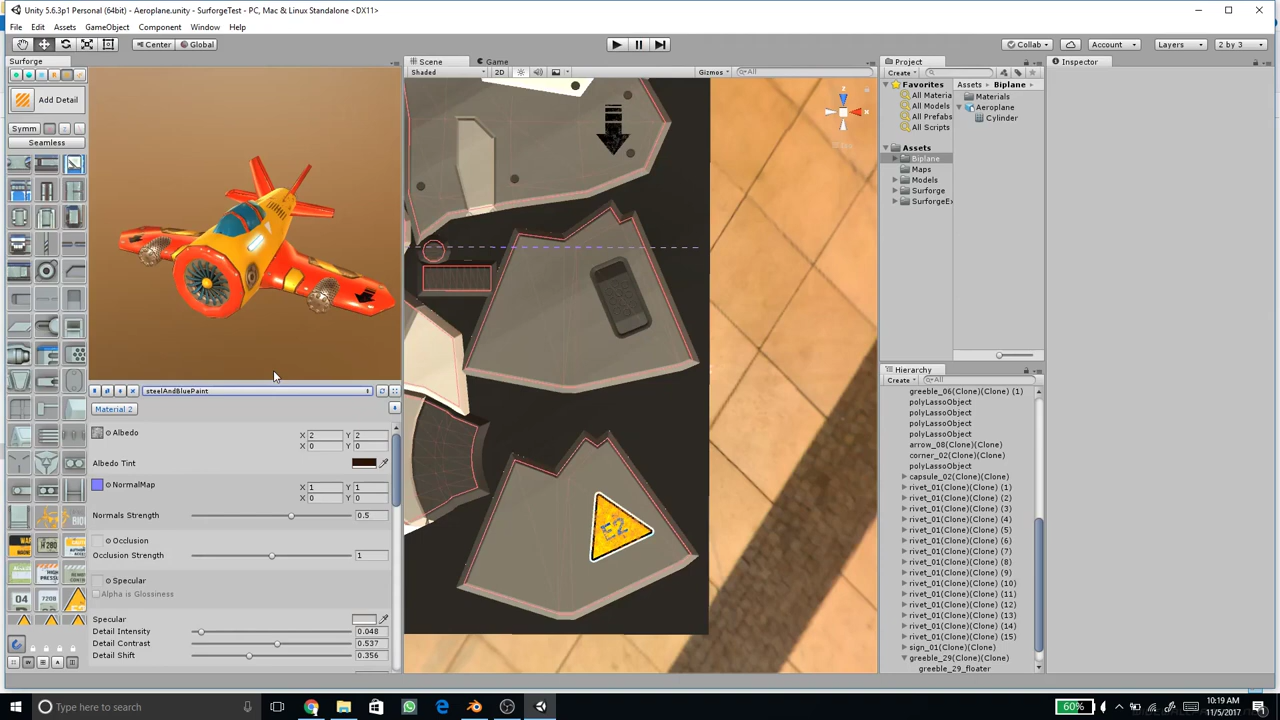 Unity 5.6.3p1 Personal (64bit) - Aeroplane.unity - SurforgeTest - PC, Mac & Linux Standalone <DX11>
File Edit Assets GameObject Component Window Help
Center Global
Collab Account Layers 2 by 3
Surforge
Add Detail
Symm
Seamless
Scene Game
Shaded 2D Gizmos All
Project
Create
Favorites
All Materia
All Models
All Prefabs
All Scripts
Assets
Biplane
Maps
Models
Surforge
SurforgeEx
Assets Biplane
Materials
Aeroplane
Cylinder
Inspector
Hierarchy
Create All
greeble_06(Clone)(Clone) (1)
polyLassoObject
polyLassoObject
polyLassoObject
polyLassoObject
arrow_08(Clone)(Clone)
corner_02(Clone)(Clone)
polyLassoObject
capsule_02(Clone)(Clone)
rivet_01(Clone)(Clone) (1)
rivet_01(Clone)(Clone) (2)
rivet_01(Clone)(Clone) (3)
rivet_01(Clone)(Clone) (4)
rivet_01(Clone)(Clone) (5)
rivet_01(Clone)(Clone) (6)
rivet_01(Clone)(Clone) (7)
rivet_01(Clone)(Clone) (8)
rivet_01(Clone)(Clone) (9)
rivet_01(Clone)(Clone) (10)
rivet_01(Clone)(Clone) (11)
rivet_01(Clone)(Clone) (12)
rivet_01(Clone)(Clone) (13)
rivet_01(Clone)(Clone) (14)
rivet_01(Clone)(Clone) (15)
sign_01(Clone)(Clone)
greeble_29(Clone)(Clone)
greeble_29_floater
E2
steelAndBluePaint
Material 2
Albedo X 2 Y 2
X 0 Y 0
Albedo Tint
NormalMap X 1 Y 1
X 0 Y 0
Normals Strength 0.5
Occlusion
Occlusion Strength 1
Specular
Alpha is Glossiness
Specular
Detail Intensity 0.048
Detail Contrast 0.537
Detail Shift 0.356
H 280
04
7208
Type here to search
60%
10:19 AM
11/5/2017